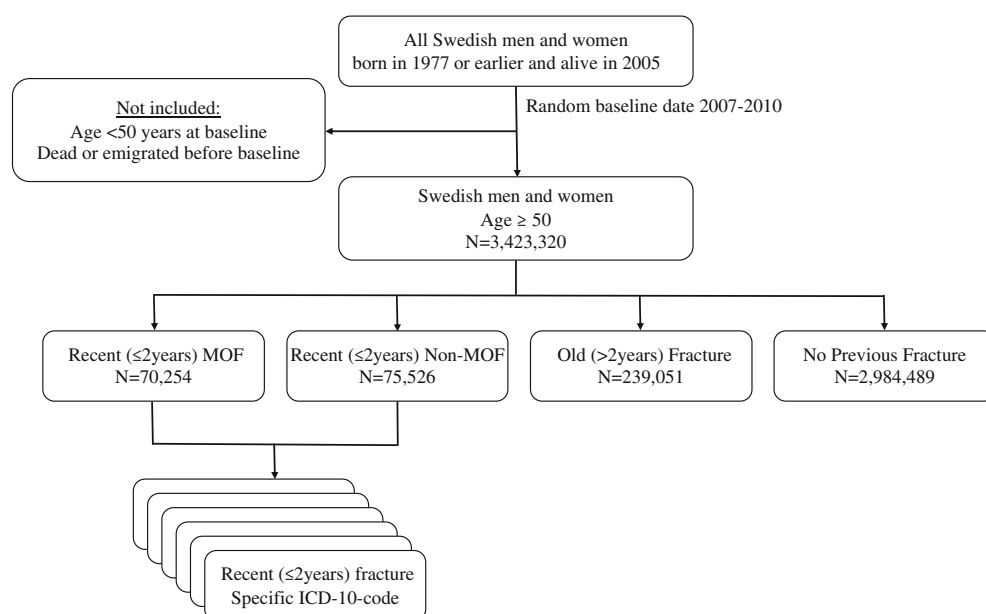 All Swedish men and women
born in 1977 or earlier and alive in 2005
Random baseline date 2007-2010
Not included:
Age <50 years at baseline
Dead or emigrated before baseline
Swedish men and women
Age ≥ 50
N=3,423,320
Recent (≤2years) MOF
N=70,254
Recent (≤2years) Non-MOF
N=75,526
Old (>2years) Fracture
N=239,051
No Previous Fracture
N=2,984,489
Recent (≤2years) fracture
Specific ICD-10-code